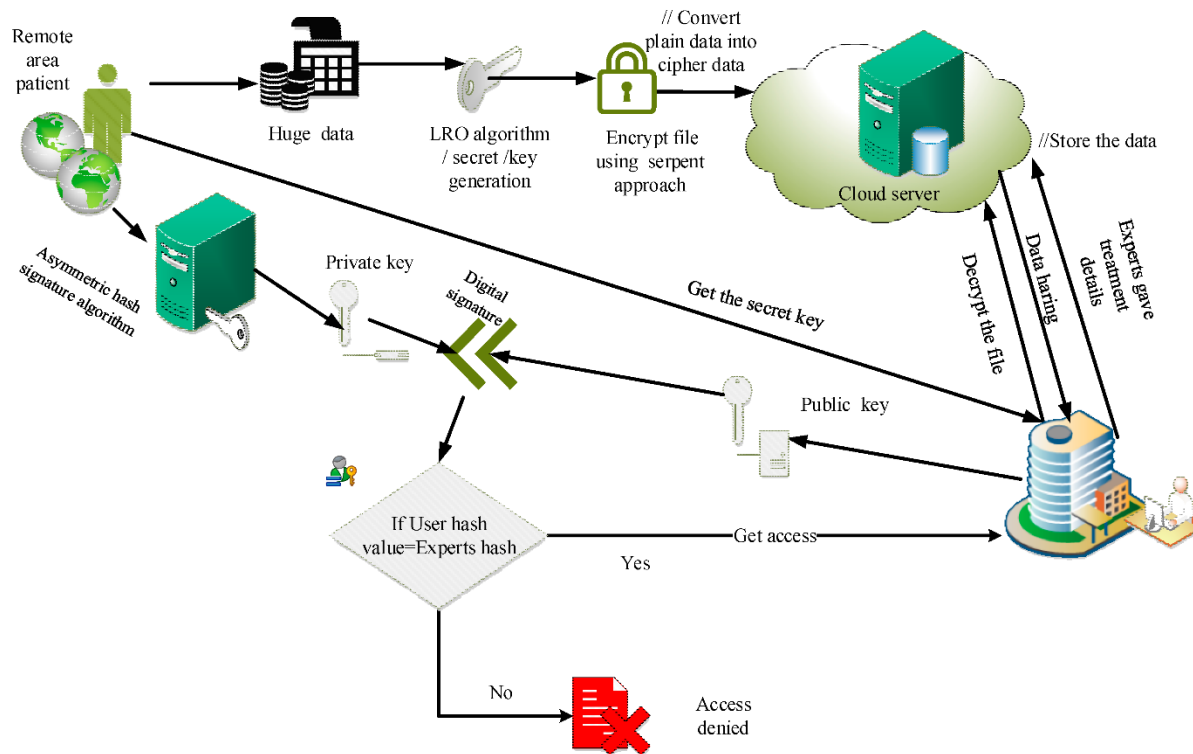 Remote
area
patient
Huge data
LRO algorithm
/ secret /key
generation
// Convert
plain data into
cipher data
Encrypt file
using serpent
approach
Cloud server
//Store the data
Asymmetric hash
signature algorithm
Private key
Digital
signature
Get the secret key
Decrypt the file
Data haring
Experts gave
treatment
details
Public key
If User hash
value=Experts hash
Get access
Yes
No
Access
denied